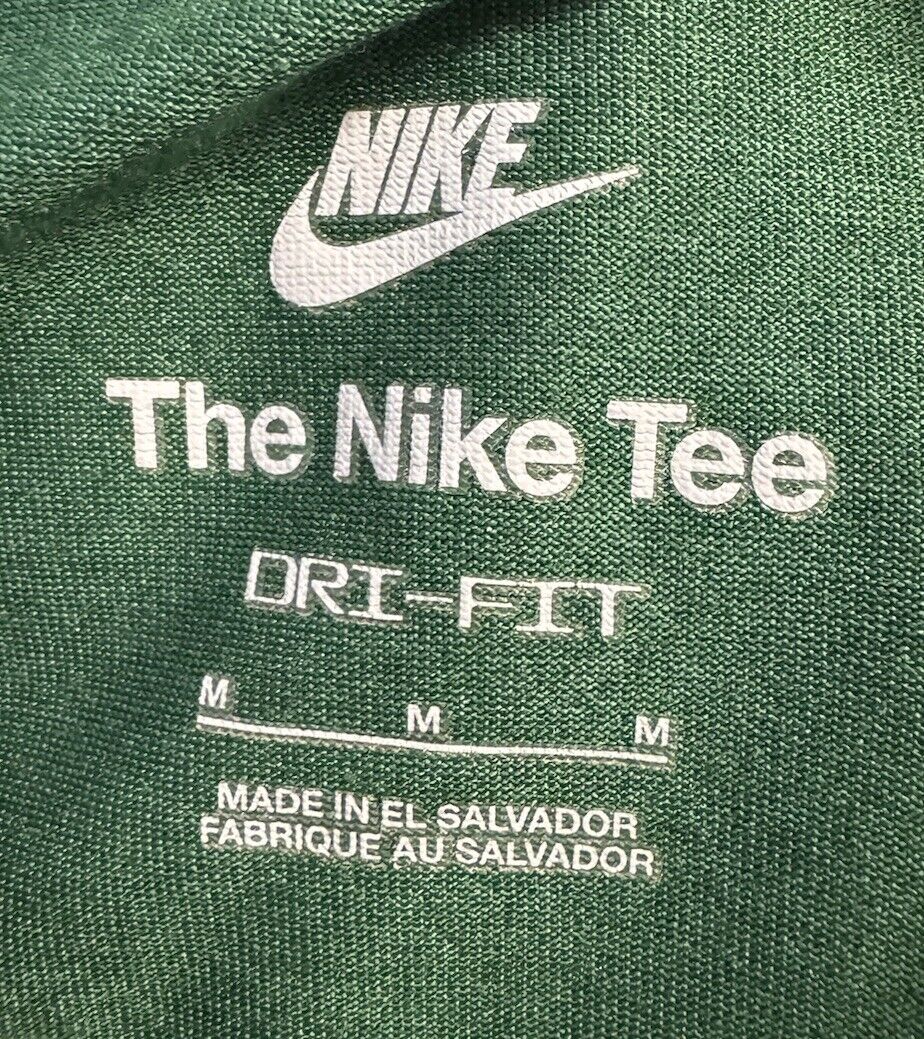 NIKE
The Nike Tee
DRI-FIT
M M M
MADE IN EL SALVADOR
FABRIQUE AU SALVADOR